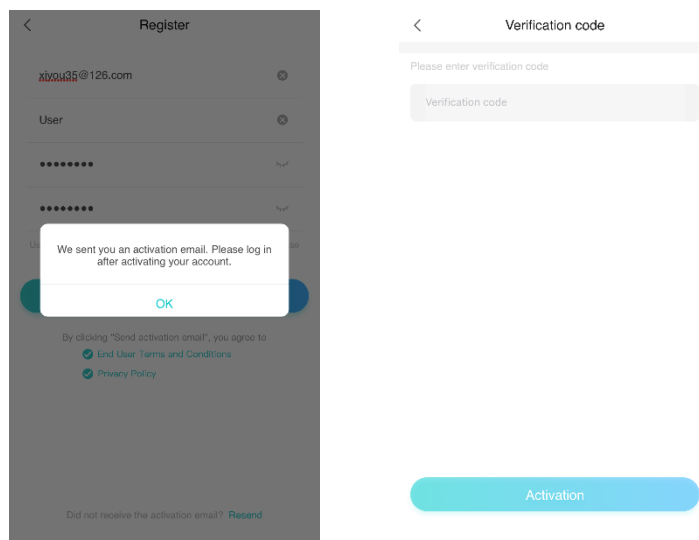 Register
xiyou35@126.com
User
We sent you an activation email. Please log in
after activating your account.
OK
By clicking "Send activation email", you agree to
End User Terms and Conditions
Privacy Policy
Did not receive the activation email? Resend
Verification code
Please enter verification code
Verification code
Activation